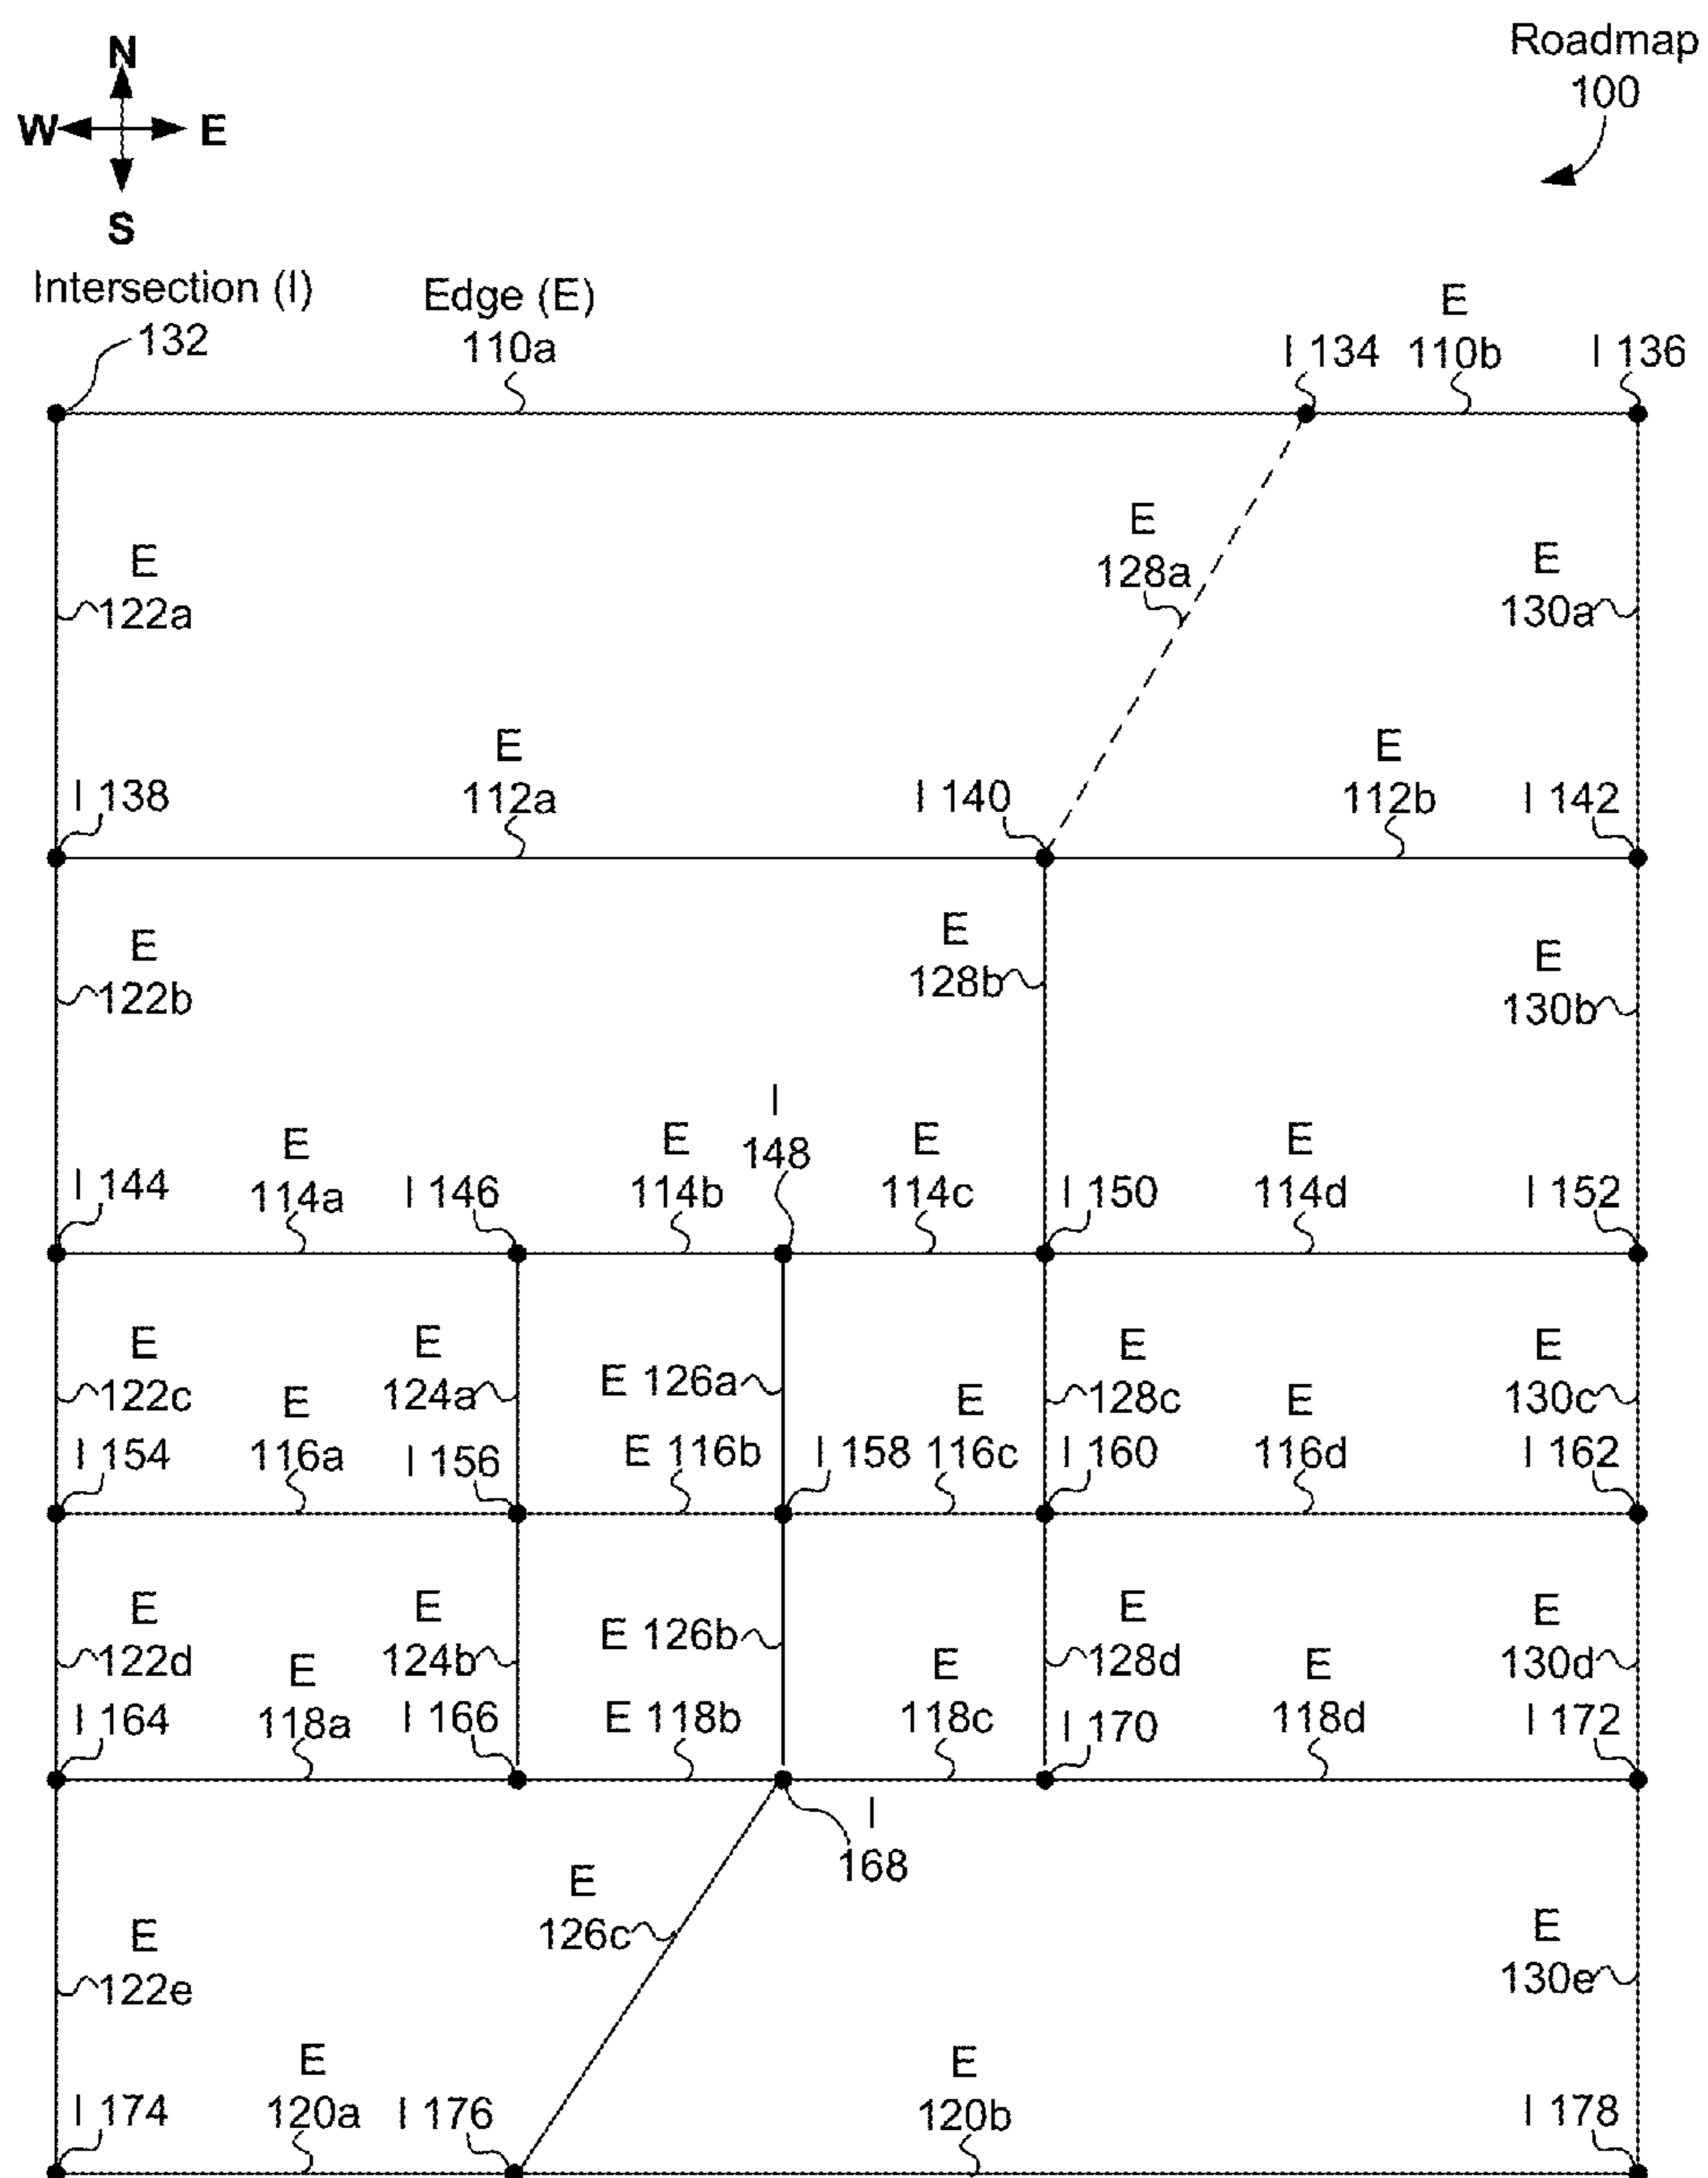 N
Roadmap
100
W E
S
Intersection (I)
132
Edge (E)
110a
I 134
E
110b
I 136
E
122a
E
128a
E
130a
I 138
E
112a
I 140
E
112b
I 142
E
122b
E
128b
E
130b
I 144
E
114a
I 146
E
114b
I
148
E
114c
I 150
E
114d
I 152
E
122c
E
124a
E 126a
E
128c
E
130c
I 154
E
116a
I 156
E 116b
I 158
E
116c
I 160
E
116d
I 162
E
122d
E
124b
E 126b
E
128d
E
130d
I 164
E
118a
I 166
E 118b
E
118c
I 170
E
118d
I 172
I
168
E
126c
E
122e
E
130e
I 174
E
120a
I 176
E
120b
I 178